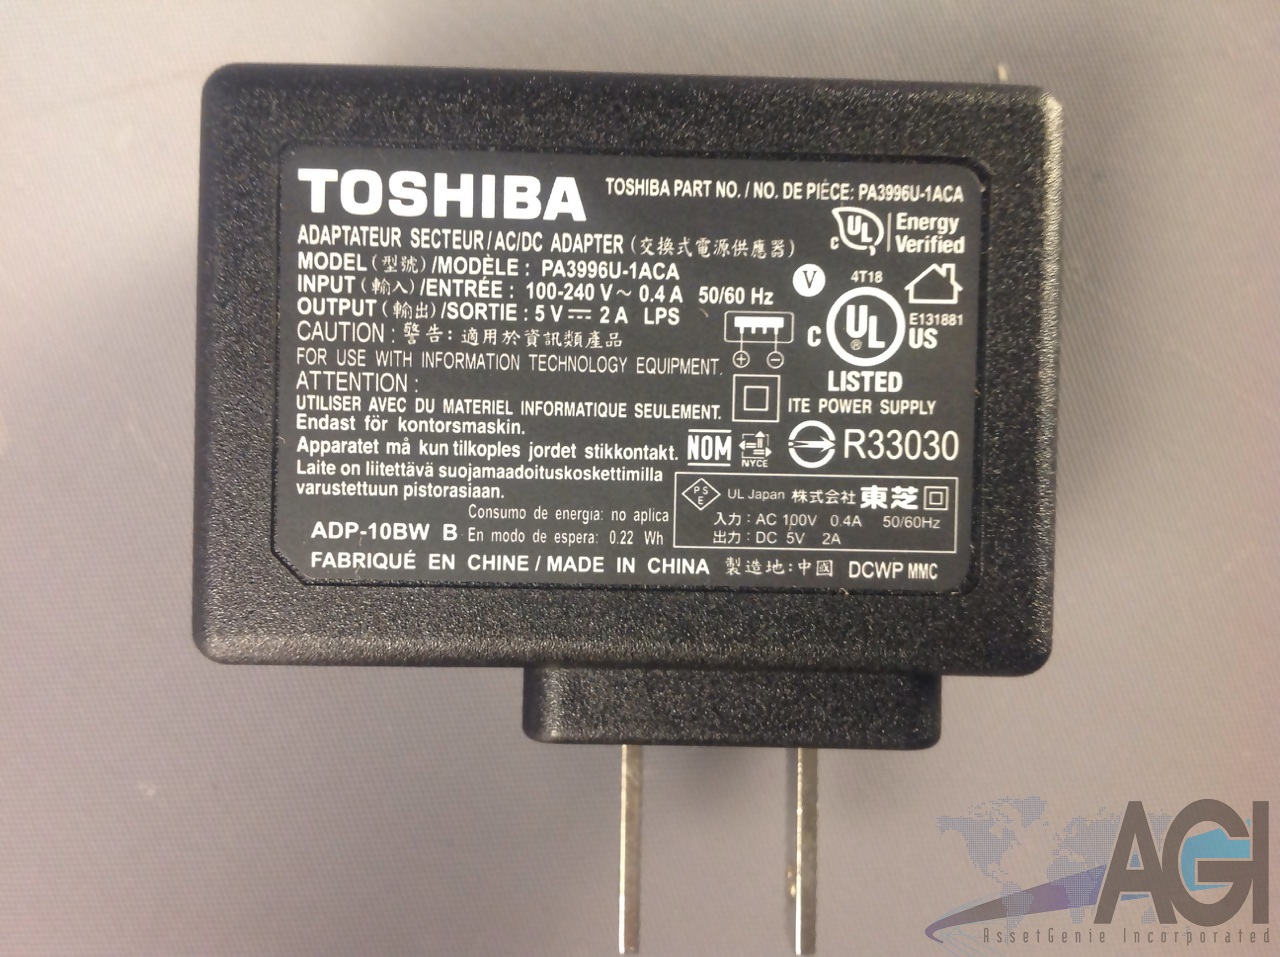 TOSHIBA TOSHIBA PART NO. / NO. DE PIÈCE: PA3996U-1ACA
ADAPTATEUR SECTEUR/AC/DC ADAPTER (交換式電源供應器)
UL c Energy Verified
MODEL (型號) /MODÈLE : PA3996U-1ACA
INPUT (輸入) /ENTRÉE : 100-240 V~ 0.4 A 50/60 Hz
OUTPUT (輸出) /SORTIE : 5 V⎓ 2 A LPS
V 4T18
c UL ® US E131881
LISTED
ITE POWER SUPPLY
CAUTION : 警告: 適用於資訊類產品
FOR USE WITH INFORMATION TECHNOLOGY EQUIPMENT.
ATTENTION :
UTILISER AVEC DU MATERIEL INFORMATIQUE SEULEMENT.
Endast för kontorsmaskin.
Apparatet må kun tilkoples jordet stikkontakt.
NOM NYCE R33030
Laite on liitettävä suojamaadoituskoskettimilla
varustettuun pistorasiaan.
PSE UL Japan 株式会社 東芝
入力 : AC 100V 0.4A 50/60Hz
出力 : DC 5V 2A
Consumo de energia: no aplica
ADP-10BW B En modo de espera: 0.22 Wh
FABRIQUÉ EN CHINE / MADE IN CHINA 製造地:中國 DCWP MMC
AGI
AssetGenie Incorporated